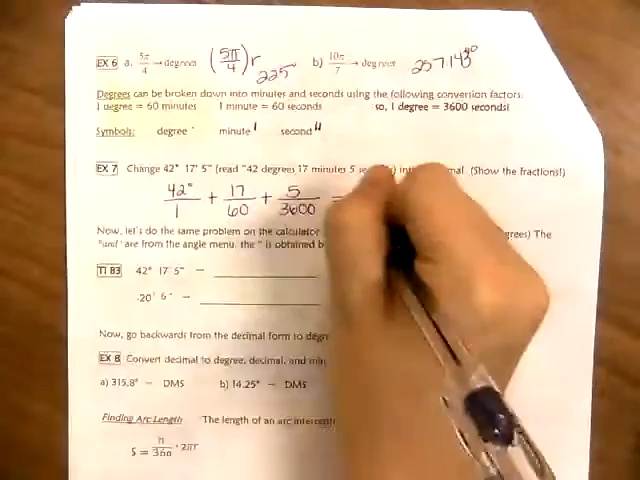 EX 6 a. 5π/4 → degrees (5π/4)r 225° b) 10π/7 → degrees 257.143°
Degrees can be broken down into minutes and seconds using the following conversion factors.
1 degree = 60 minutes 1 minute = 60 seconds so, 1 degree = 3600 seconds!
Symbols: degree ° minute ' second "
EX 7 Change 42° 17' 5" (read "42 degrees 17 minutes 5 se) in mal. (Show the fractions!)
42°/1 + 17/60 + 5/3600 =
Now, let's do the same problem on the calculator grees) The
° and ' are from the angle menu, the " is obtained b
TI 83 42° 17' 5" =
-20° 6' =
Now, go backwards from the decimal form to degr
EX 8 Convert decimal to degree, decimal, and min
a) 315.8° = DMS b) 14.25° = DMS
Finding Arc Length The length of an arc intercept
S = n/360 · 2πr